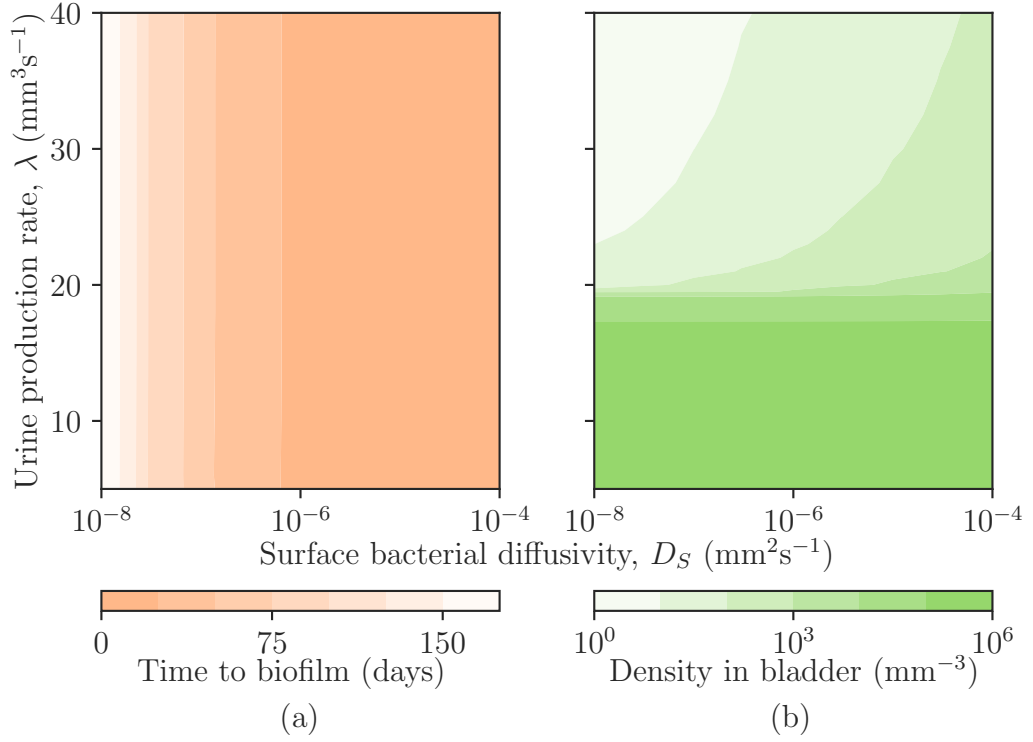 Urine production rate, λ (mm³s⁻¹)
40
30
20
10
10⁻⁸
10⁻⁶
10⁻⁴
10⁻⁸
10⁻⁶
10⁻⁴
Surface bacterial diffusivity, D_S (mm²s⁻¹)
0
75
150
Time to biofilm (days)
(a)
10⁰
10³
10⁶
Density in bladder (mm⁻³)
(b)